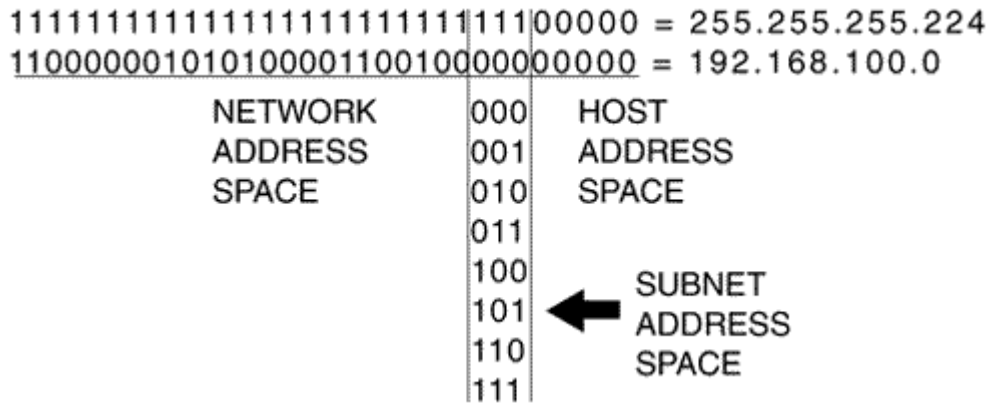 11111111111111111111111111100000 = 255.255.255.224
11000000101010000110010000000000 = 192.168.100.0
NETWORK 000 HOST
ADDRESS 001 ADDRESS
SPACE 010 SPACE
011
100
SUBNET
101
ADDRESS
110
SPACE
111